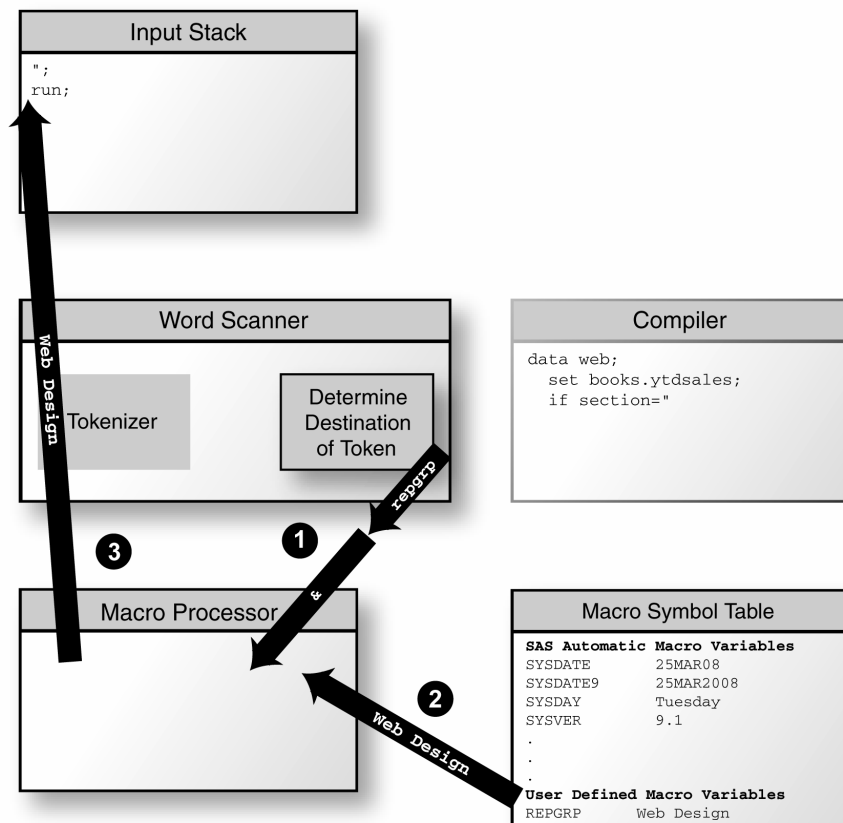 Input Stack
";
run;
Web Design
Word Scanner
Tokenizer
Determine
Destination
of Token
repgrp
&
1
3
Compiler
data web;
set books.ytdsales;
if section="
Macro Processor
2
Web Design
Macro Symbol Table
SAS Automatic Macro Variables
SYSDATE 25MAR08
SYSDATE9 25MAR2008
SYSDAY Tuesday
SYSVER 9.1
.
.
.
User Defined Macro Variables
REPGRP Web Design